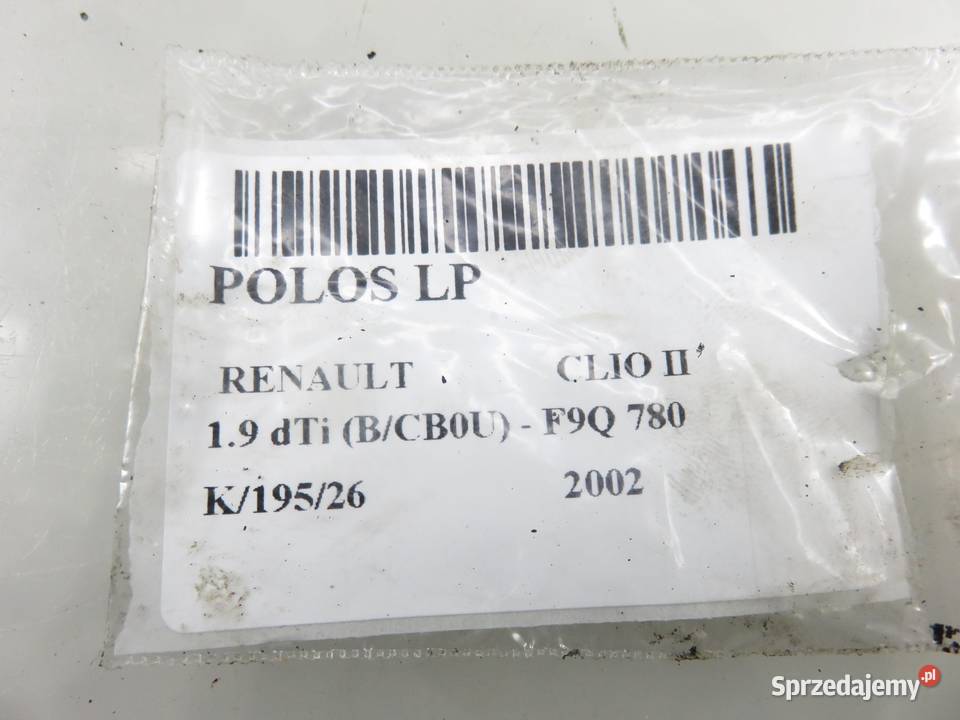 POLOS LP
RENAULT CLIO II
1.9 dTi (B/CB0U) - F9Q 780
K/195/26 2002
Sprzedajemy.pl